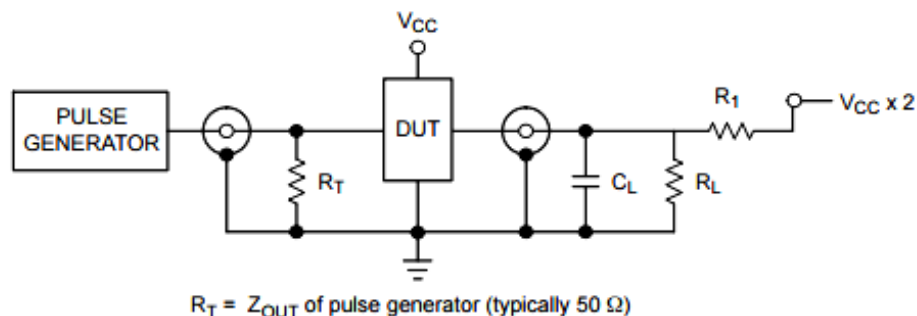 VCC
PULSE
GENERATOR
DUT
R1
VCC x 2
RT
CL
RL
RT = ZOUT of pulse generator (typically 50 Ω)